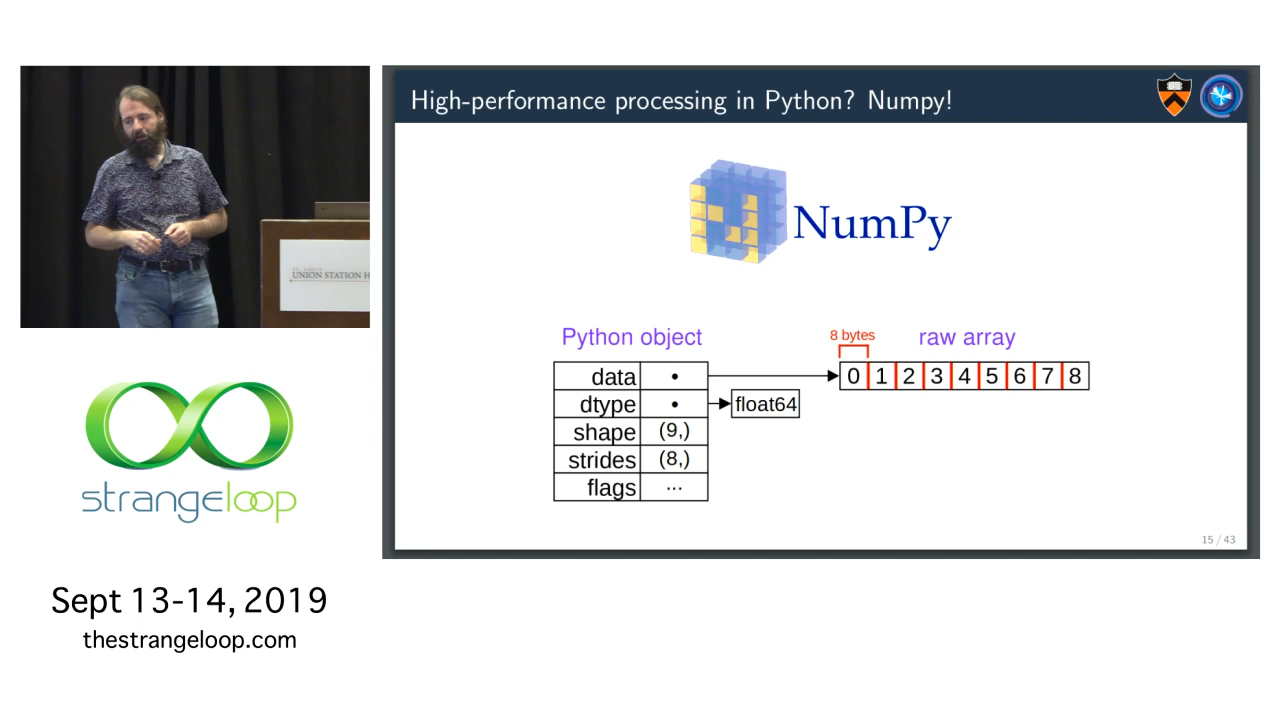 High-performance processing in Python? Numpy!
NumPy
Python object
8 bytes
raw array
data •
0 1 2 3 4 5 6 7 8
dtype •
float64
shape (9,)
strides (8,)
flags ...
15 / 43
UNION STATION H
strangeloop
Sept 13-14, 2019
thestrangeloop.com